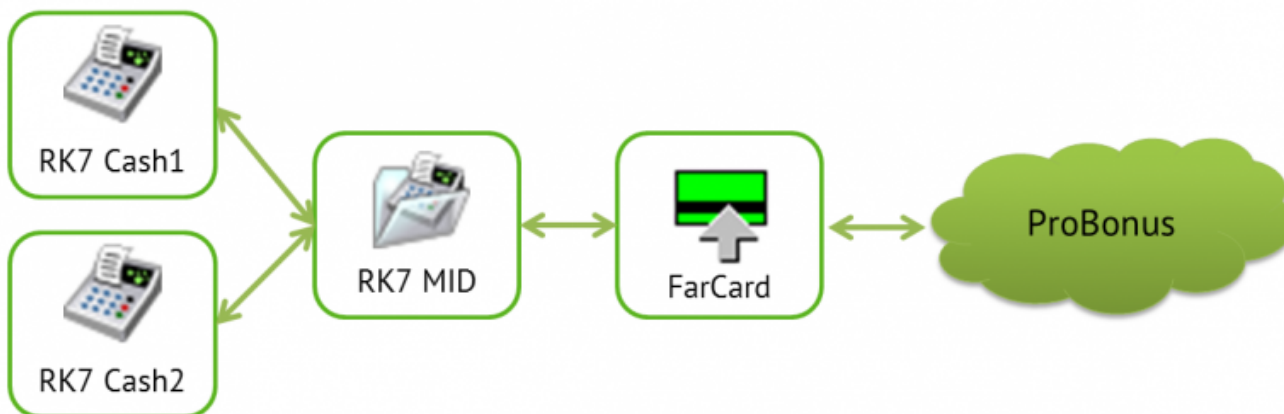 RK7 Cash1
RK7 MID
FarCard
ProBonus
RK7 Cash2